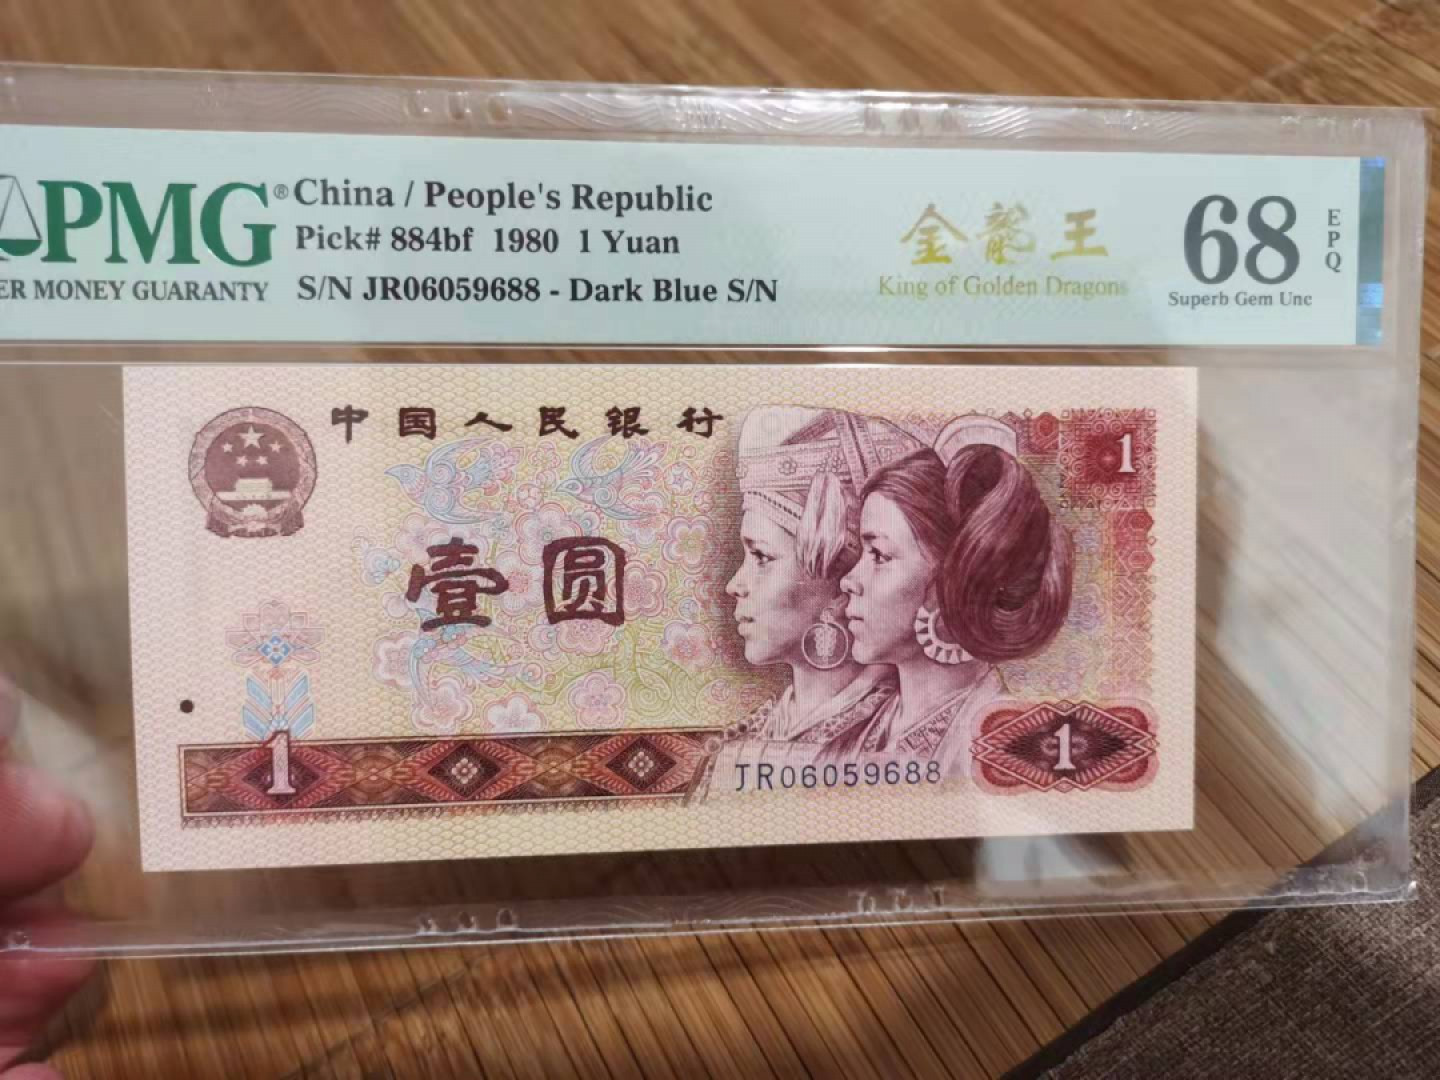 PMG®
ER MONEY GUARANTY
China / People's Republic
Pick# 884bf 1980 1 Yuan
S/N JR06059688 - Dark Blue S/N
金龍王
King of Golden Dragons
68
EPQ
Superb Gem Unc
中国人民银行
1
壹圆
1
JR06059688
1